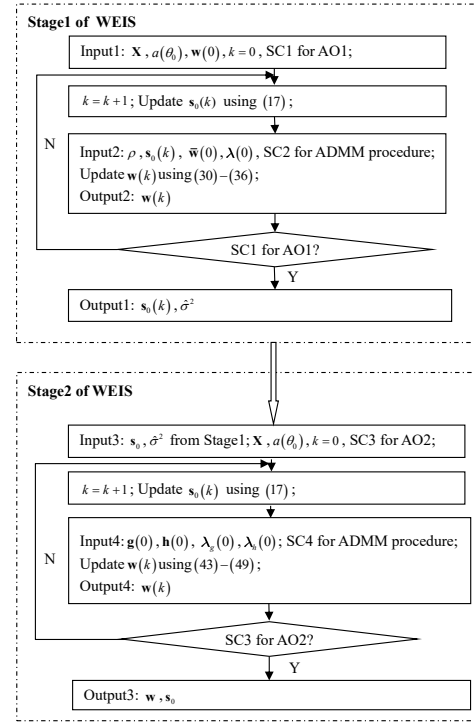 Stage1 of WEIS
Input1: X , a(θ₀), w(0), k = 0 , SC1 for AO1;
k = k +1 ; Update s₀(k) using (17) ;
N
Input2: ρ , s₀(k) , w̄(0) , λ(0) , SC2 for ADMM procedure;
Update w(k) using (30)−(36) ;
Output2: w(k)
SC1 for AO1?
Y
Output1: s₀(k) , σ̂²
Stage2 of WEIS
Input3: s₀ , σ̂² from Stage1; X , a(θ₀) , k = 0 , SC3 for AO2;
k = k +1 ; Update s₀(k) using (17) ;
N
Input4: g(0) , h(0) , λ_g(0) , λ_h(0) ; SC4 for ADMM procedure;
Update w(k) using (43)−(49) ;
Output4: w(k)
SC3 for AO2?
Y
Output3: w , s₀